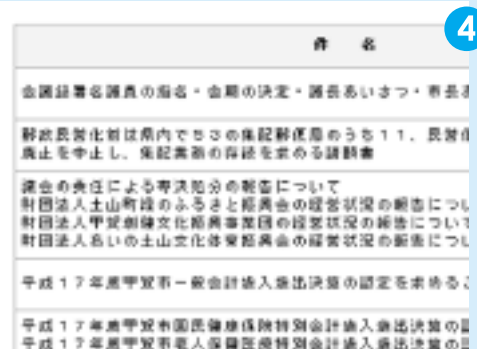 4
件 名
会議録署名議員の指名・会期の決定・議長あいさつ・市長
郵政民営化前は県内で53の集配郵便局のうち11、民営
廃止を中止し、集配業務の存続を求める請願書
議会の委任による専決処分の報告について
財団法人土山町緑のふるさと振興会の経営状況の報告につ
財団法人甲賀創健文化振興事業団の経営状況の報告について
財団法人あいの土山文化体育振興会の経営状況の報告につ
平成17年度甲賀市一般会計歳入歳出決算の認定を求める
平成17年度甲賀市国民健康保険特別会計歳入歳出決算の
平成17年度甲賀市老人保健医療特別会計歳入歳出決算の